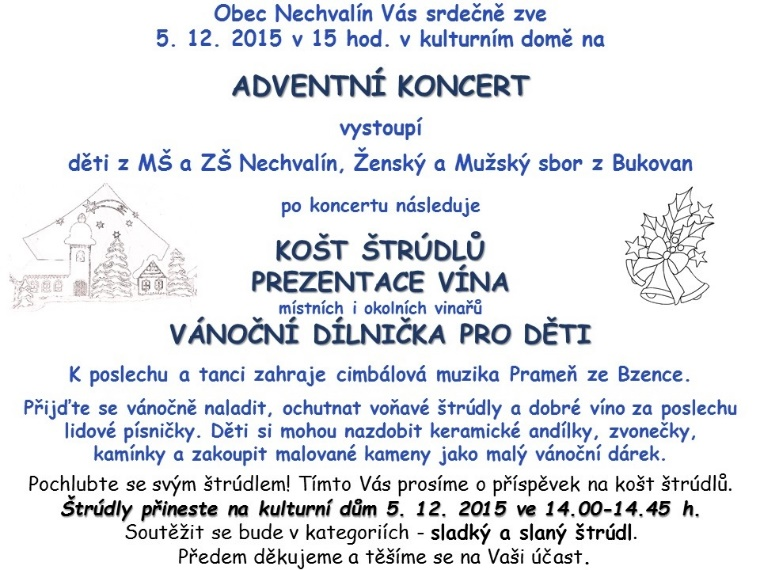 Obec Nechvalín Vás srdečně zve
5. 12. 2015 v 15 hod. v kulturním domě na
ADVENTNÍ KONCERT
vystoupí
děti z MŠ a ZŠ Nechvalín, Ženský a Mužský sbor z Bukovan
po koncertu následuje
KOŠT ŠTRÚDLŮ
PREZENTACE VÍNA
místních i okolních vinařů
VÁNOČNÍ DÍLNIČKA PRO DĚTI
K poslechu a tanci zahraje cimbálová muzika Prameň ze Bzence.
Přijďte se vánočně naladit, ochutnat voňavé štrúdly a dobré víno za poslechu
lidové písničky. Děti si mohou nazdobit keramické andílky, zvonečky,
kamínky a zakoupit malované kameny jako malý vánoční dárek.
Pochlubte se svým štrúdlem! Tímto Vás prosíme o příspěvek na košt štrúdlů.
Štrúdly přineste na kulturní dům 5. 12. 2015 ve 14.00-14.45 h.
Soutěžit se bude v kategoriích - sladký a slaný štrúdl.
Předem děkujeme a těšíme se na Vaši účast.